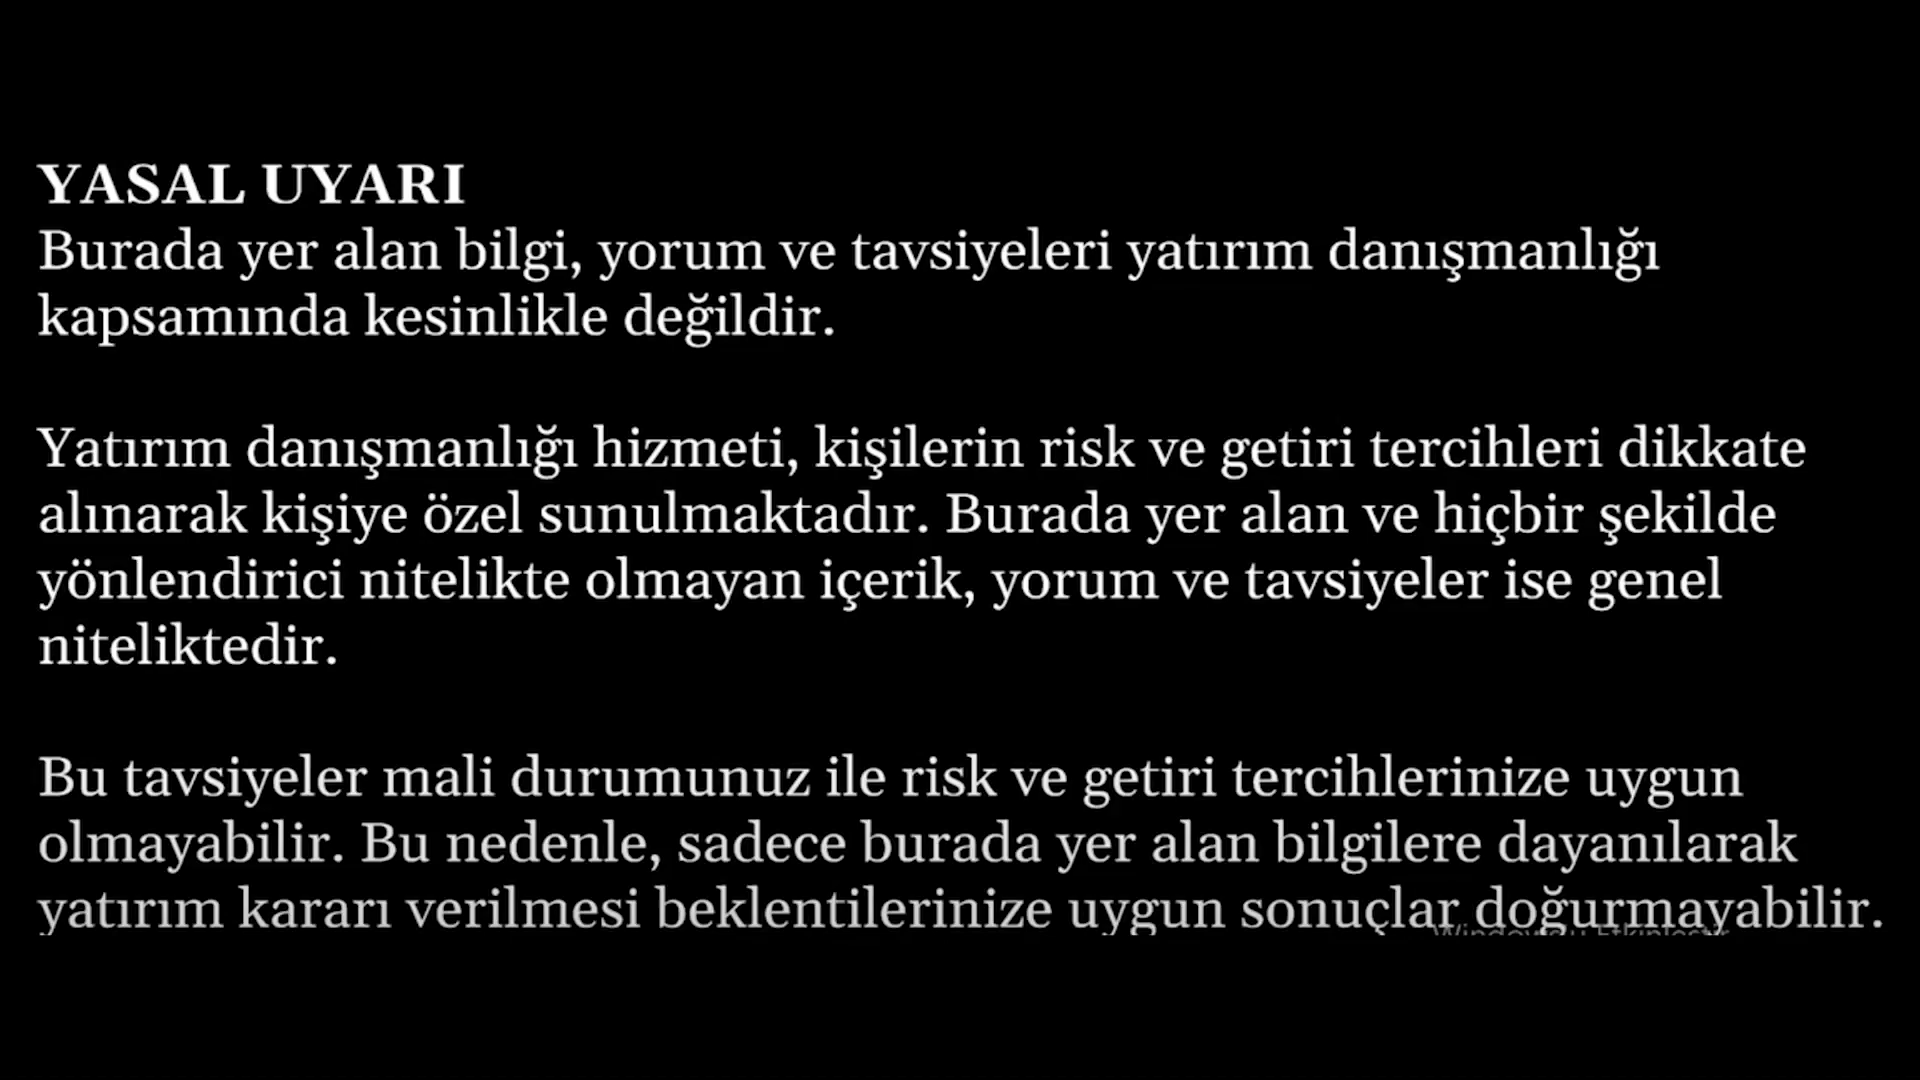 YASAL UYARI
Burada yer alan bilgi, yorum ve tavsiyeleri yatırım danışmanlığı
kapsamında kesinlikle değildir.
Yatırım danışmanlığı hizmeti, kişilerin risk ve getiri tercihleri dikkate
alınarak kişiye özel sunulmaktadır. Burada yer alan ve hiçbir şekilde
yönlendirici nitelikte olmayan içerik, yorum ve tavsiyeler ise genel
niteliktedir.
Bu tavsiyeler mali durumunuz ile risk ve getiri tercihlerinize uygun
olmayabilir. Bu nedenle, sadece burada yer alan bilgilere dayanılarak
yatırım kararı verilmesi beklentilerinize uygun sonuçlar doğurmayabilir.